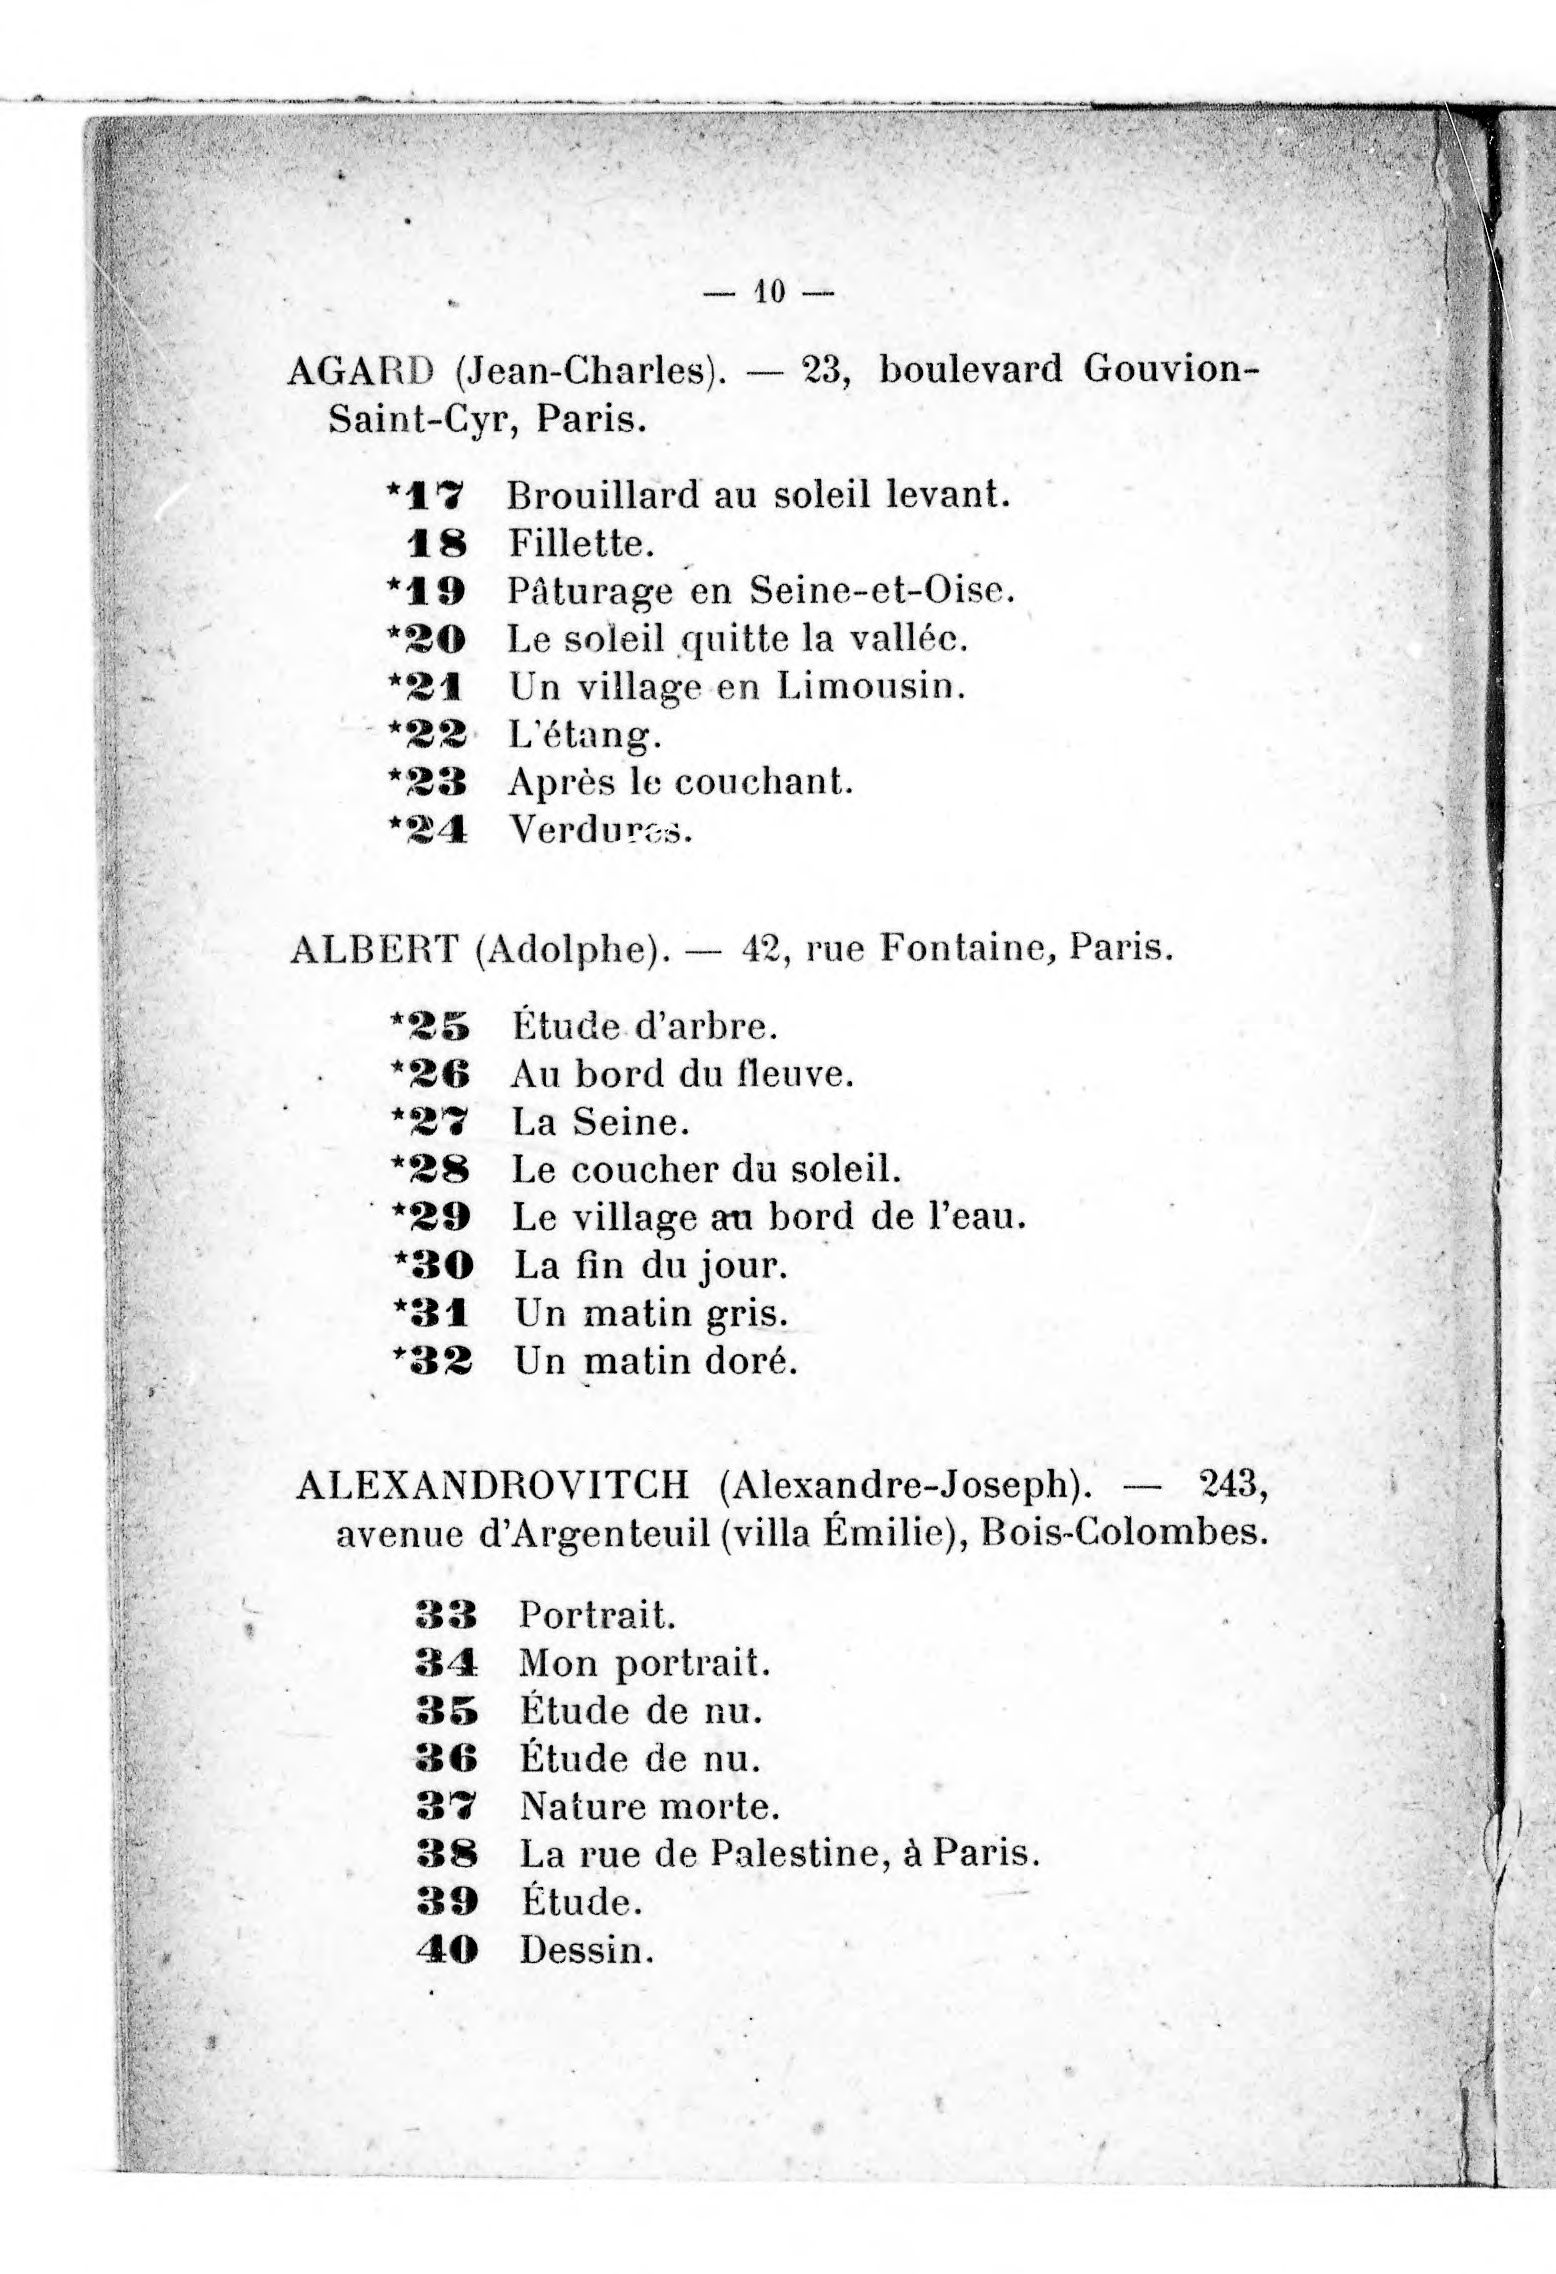 — 10 —
AGARD (Jean-Charles). — 23, boulevard Gouvion-
Saint-Cyr, Paris.
*17 Brouillard au soleil levant.
18 Fillette.
*19 Pâturage en Seine-et-Oise.
*20 Le soleil quitte la vallée.
*21 Un village en Limousin.
*22 L'étang.
*23 Après le couchant.
*24 Verdures.
ALBERT (Adolphe). — 42, rue Fontaine, Paris.
*25 Étude d'arbre.
*26 Au bord du fleuve.
*27 La Seine.
*28 Le coucher du soleil.
*29 Le village au bord de l'eau.
*30 La fin du jour.
*31 Un matin gris.
*32 Un matin doré.
ALEXANDROVITCH (Alexandre-Joseph). — 243,
avenue d'Argenteuil (villa Émilie), Bois-Colombes.
33 Portrait.
34 Mon portrait.
35 Étude de nu.
36 Étude de nu.
37 Nature morte.
38 La rue de Palestine, à Paris.
39 Étude.
40 Dessin.